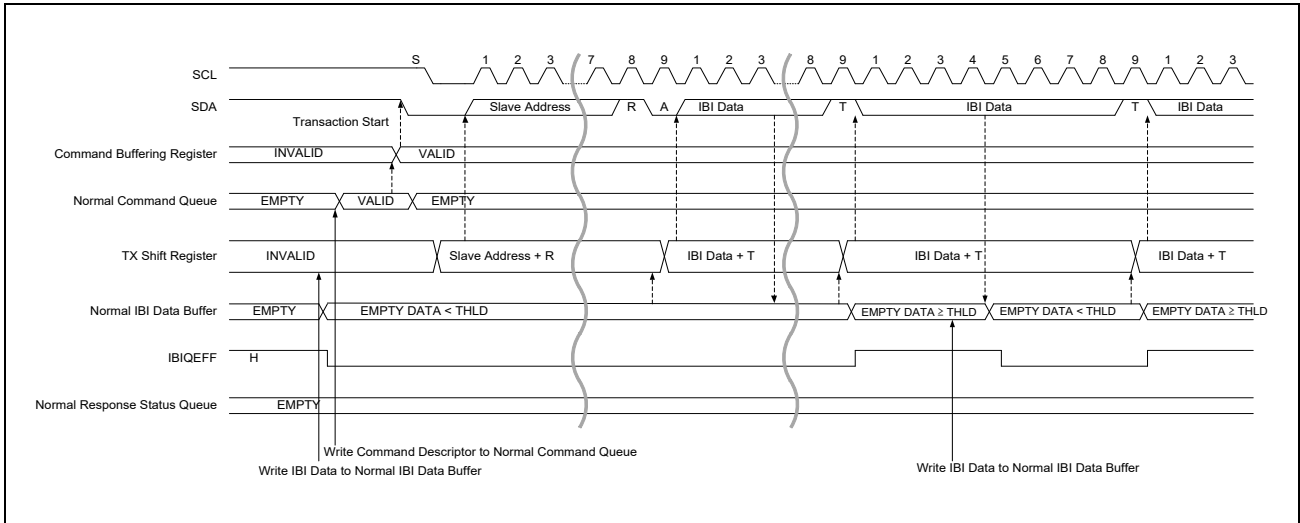 S 1 2 3 7 8 9 1 2 3 8 9 1 2 3 4 5 6 7 8 9 1 2 3
SCL
SDA Slave Address R A IBI Data T IBI Data T IBI Data
Transaction Start
Command Buffering Register INVALID VALID
Normal Command Queue EMPTY VALID EMPTY
TX Shift Register INVALID Slave Address + R IBI Data + T IBI Data + T IBI Data + T
Normal IBI Data Buffer EMPTY EMPTY DATA < THLD EMPTY DATA ≥ THLD EMPTY DATA < THLD EMPTY DATA ≥ THLD
IBIQEFF H
Normal Response Status Queue EMPTY
Write Command Descriptor to Normal Command Queue
Write IBI Data to Normal IBI Data Buffer Write IBI Data to Normal IBI Data Buffer